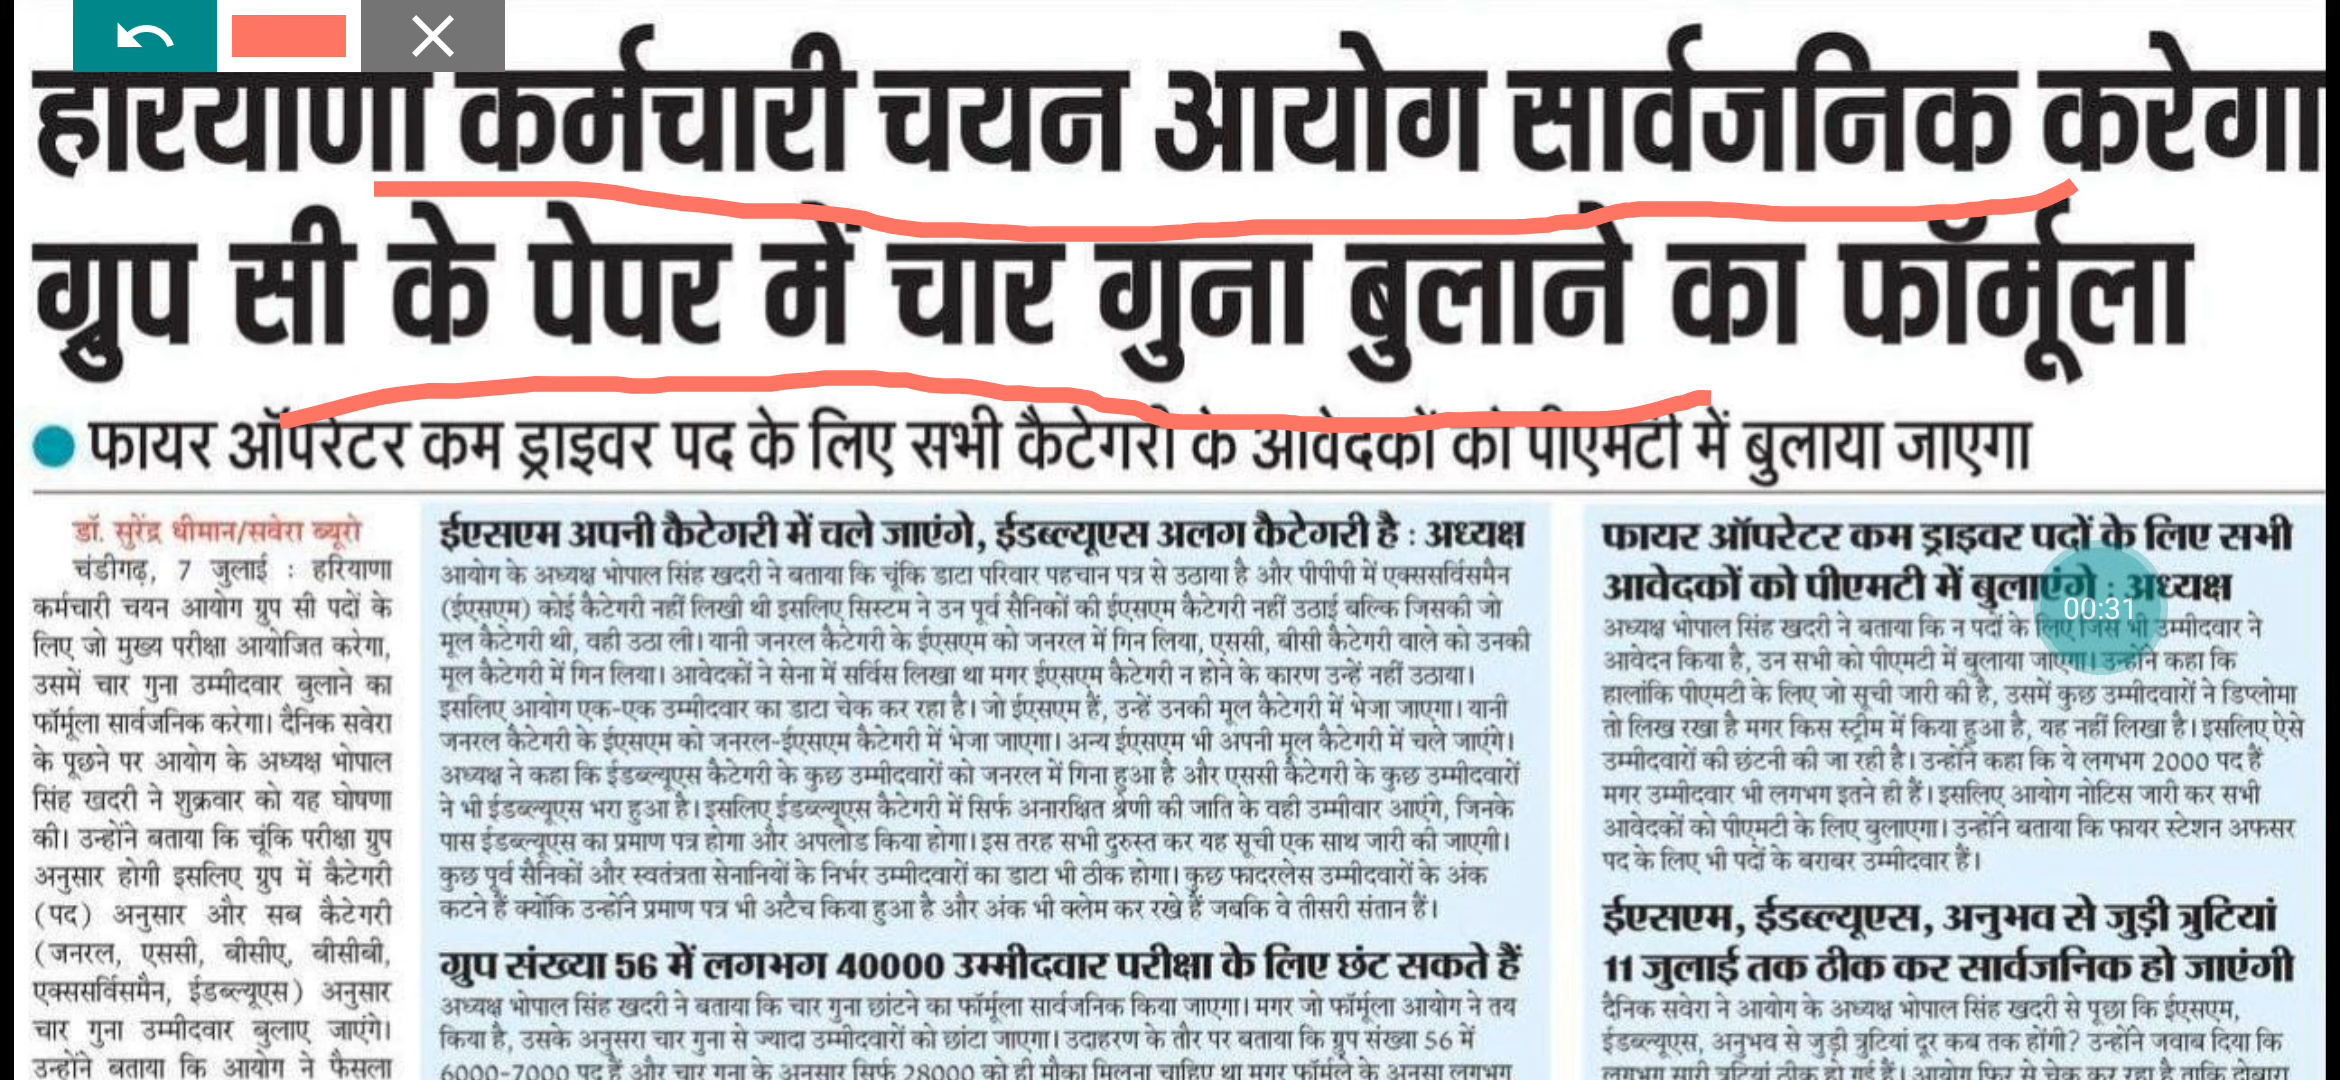 हरियाणा कर्मचारी चयन आयोग सार्वजनिक करेगा
ग्रुप सी के पेपर में चार गुना बुलाने का फॉर्मूला
फायर ऑपरेटर कम ड्राइवर पद के लिए सभी कैटेगरी के आवेदकों को पीएमटी में बुलाया जाएगा
डॉ. सुरेंद्र धीमान/सवेरा ब्यूरो
चंडीगढ़, 7 जुलाई : हरियाणा
कर्मचारी चयन आयोग ग्रुप सी पदों के
लिए जो मुख्य परीक्षा आयोजित करेगा,
उसमें चार गुना उम्मीदवार बुलाने का
फॉर्मूला सार्वजनिक करेगा। दैनिक सवेरा
के पूछने पर आयोग के अध्यक्ष भोपाल
सिंह खदरी ने शुक्रवार को यह घोषणा
की। उन्होंने बताया कि चूंकि परीक्षा ग्रुप
अनुसार होगी इसलिए ग्रुप में कैटेगरी
(पद) अनुसार और सब कैटेगरी
(जनरल, एससी, बीसीए, बीसीबी,
एक्ससर्विसमैन, ईडब्ल्यूएस) अनुसार
चार गुना उम्मीदवार बुलाए जाएंगे।
उन्होंने बताया कि आयोग ने फैसला
ईएसएम अपनी कैटेगरी में चले जाएंगे, ईडब्ल्यूएस अलग कैटेगरी है : अध्यक्ष
आयोग के अध्यक्ष भोपाल सिंह खदरी ने बताया कि चूंकि डाटा परिवार पहचान पत्र से उठाया है और पीपीपी में एक्ससर्विसमैन
(ईएसएम) कोई कैटेगरी नहीं लिखी थी इसलिए सिस्टम ने उन पूर्व सैनिकों की ईएसएम कैटेगरी नहीं उठाई बल्कि जिसकी जो
मूल कैटेगरी थी, वही उठा ली। यानी जनरल कैटेगरी के ईएसएम को जनरल में गिन लिया, एससी, बीसी कैटेगरी वाले को उनकी
मूल कैटेगरी में गिन लिया। आवेदकों ने सेना में सर्विस लिखा था मगर ईएसएम कैटेगरी न होने के कारण उन्हें नहीं उठाया।
इसलिए आयोग एक-एक उम्मीदवार का डाटा चेक कर रहा है। जो ईएसएम हैं, उन्हें उनकी मूल कैटेगरी में भेजा जाएगा। यानी
जनरल कैटेगरी के ईएसएम को जनरल-ईएसएम कैटेगरी में भेजा जाएगा। अन्य ईएसएम भी अपनी मूल कैटेगरी में चले जाएंगे।
अध्यक्ष ने कहा कि ईडब्ल्यूएस कैटेगरी के कुछ उम्मीदवारों को जनरल में गिना हुआ है और एससी कैटेगरी के कुछ उम्मीदवारों
ने भी ईडब्ल्यूएस भरा हुआ है। इसलिए ईडब्ल्यूएस कैटेगरी में सिर्फ अनारक्षित श्रेणी की जाति के वही उम्मीवार आएंगे, जिनके
पास ईडब्ल्यूएस का प्रमाण पत्र होगा और अपलोड किया होगा। इस तरह सभी दुरुस्त कर यह सूची एक साथ जारी की जाएगी।
कुछ पूर्व सैनिकों और स्वतंत्रता सेनानियों के निर्भर उम्मीदवारों का डाटा भी ठीक होगा। कुछ फादरलेस उम्मीदवारों के अंक
कटने हैं क्योंकि उन्होंने प्रमाण पत्र भी अटैच किया हुआ है और अंक भी क्लेम कर रखे हैं जबकि वे तीसरी संतान हैं।
ग्रुप संख्या 56 में लगभग 40000 उम्मीदवार परीक्षा के लिए छंट सकते हैं
अध्यक्ष भोपाल सिंह खदरी ने बताया कि चार गुना छांटने का फॉर्मूला सार्वजनिक किया जाएगा। मगर जो फॉर्मूला आयोग ने तय
किया है, उसके अनुसरा चार गुना से ज्यादा उम्मीदवारों को छांटा जाएगा। उदाहरण के तौर पर बताया कि ग्रुप संख्या 56 में
6000-7000 पद हैं और चार गुना के अनुसार सिर्फ 28000 को ही मौका मिलना चाहिए था मगर फॉर्मूले के अनुसा लगभग
फायर ऑपरेटर कम ड्राइवर पदों के लिए सभी
आवेदकों को पीएमटी में बुलाएंगे : अध्यक्ष
00:31
अध्यक्ष भोपाल सिंह खदरी ने बताया कि न पदों के लिए जिस भी उम्मीदवार ने
आवेदन किया है, उन सभी को पीएमटी में बुलाया जाएगा। उन्होंने कहा कि
हालांकि पीएमटी के लिए जो सूची जारी की है, उसमें कुछ उम्मीदवारों ने डिप्लोमा
तो लिख रखा है मगर किस स्ट्रीम में किया हुआ है, यह नहीं लिखा है। इसलिए ऐसे
उम्मीदवारों की छंटनी की जा रही है। उन्होंने कहा कि ये लगभग 2000 पद हैं
मगर उम्मीदवार भी लगभग इतने ही हैं। इसलिए आयोग नोटिस जारी कर सभी
आवेदकों को पीएमटी के लिए बुलाएगा। उन्होंने बताया कि फायर स्टेशन अफसर
पद के लिए भी पदों के बराबर उम्मीदवार हैं।
ईएसएम, ईडब्ल्यूएस, अनुभव से जुड़ी त्रुटियां
11 जुलाई तक ठीक कर सार्वजनिक हो जाएंगी
दैनिक सवेरा ने आयोग के अध्यक्ष भोपाल सिंह खदरी से पूछा कि ईएसएम,
ईडब्ल्यूएस, अनुभव से जुड़ी त्रुटियां दूर कब तक होंगी? उन्होंने जवाब दिया कि
लगभग सारी त्रुटियां ठीक हो गई हैं। आयोग फिर से चेक कर रहा है ताकि दोबारा